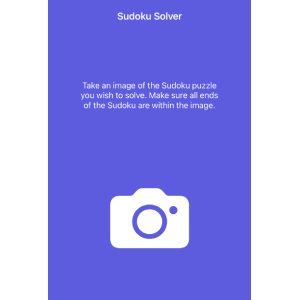 Sudoku Solver
Take an image of the Sudoku puzzle
you wish to solve. Make sure all ends
of the Sudoku are within the image.